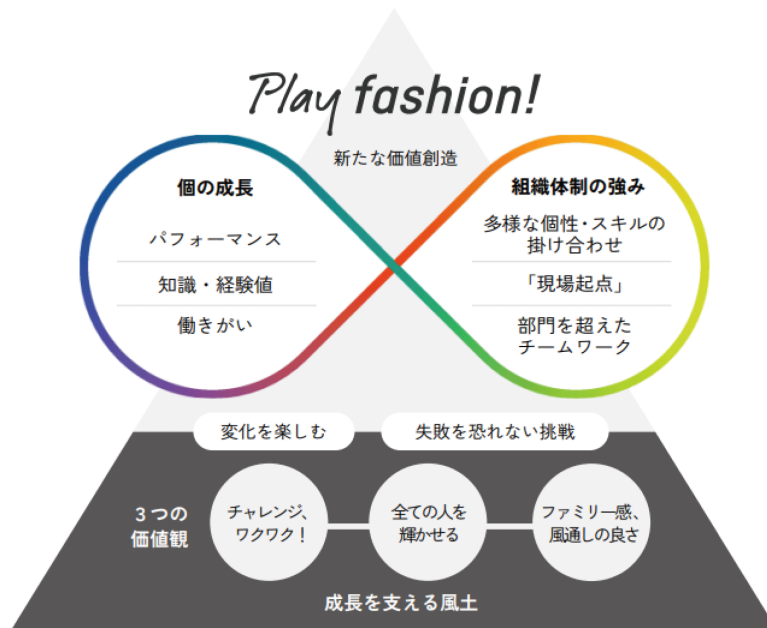 Play fashion!
新たな価値創造
個の成長
パフォーマンス
知識・経験値
働きがい
組織体制の強み
多様な個性・スキルの
掛け合わせ
「現場起点」
部門を超えた
チームワーク
変化を楽しむ
失敗を恐れない挑戦
3つの
価値観
チャレンジ、
ワクワク！
全ての人を
輝かせる
ファミリー感、
風通しの良さ
成長を支える風土